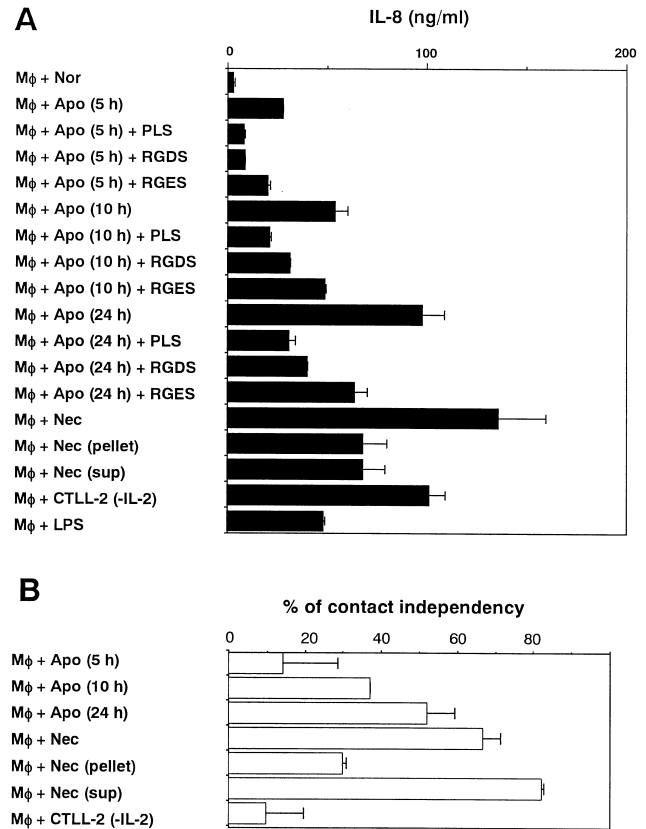 A
IL-8 (ng/ml)
0 100 200
Mϕ + Nor
Mϕ + Apo (5 h)
Mϕ + Apo (5 h) + PLS
Mϕ + Apo (5 h) + RGDS
Mϕ + Apo (5 h) + RGES
Mϕ + Apo (10 h)
Mϕ + Apo (10 h) + PLS
Mϕ + Apo (10 h) + RGDS
Mϕ + Apo (10 h) + RGES
Mϕ + Apo (24 h)
Mϕ + Apo (24 h) + PLS
Mϕ + Apo (24 h) + RGDS
Mϕ + Apo (24 h) + RGES
Mϕ + Nec
Mϕ + Nec (pellet)
Mϕ + Nec (sup)
Mϕ + CTLL-2 (-IL-2)
Mϕ + LPS
B
% of contact independency
0 20 40 60 80
Mϕ + Apo (5 h)
Mϕ + Apo (10 h)
Mϕ + Apo (24 h)
Mϕ + Nec
Mϕ + Nec (pellet)
Mϕ + Nec (sup)
Mϕ + CTLL-2 (-IL-2)